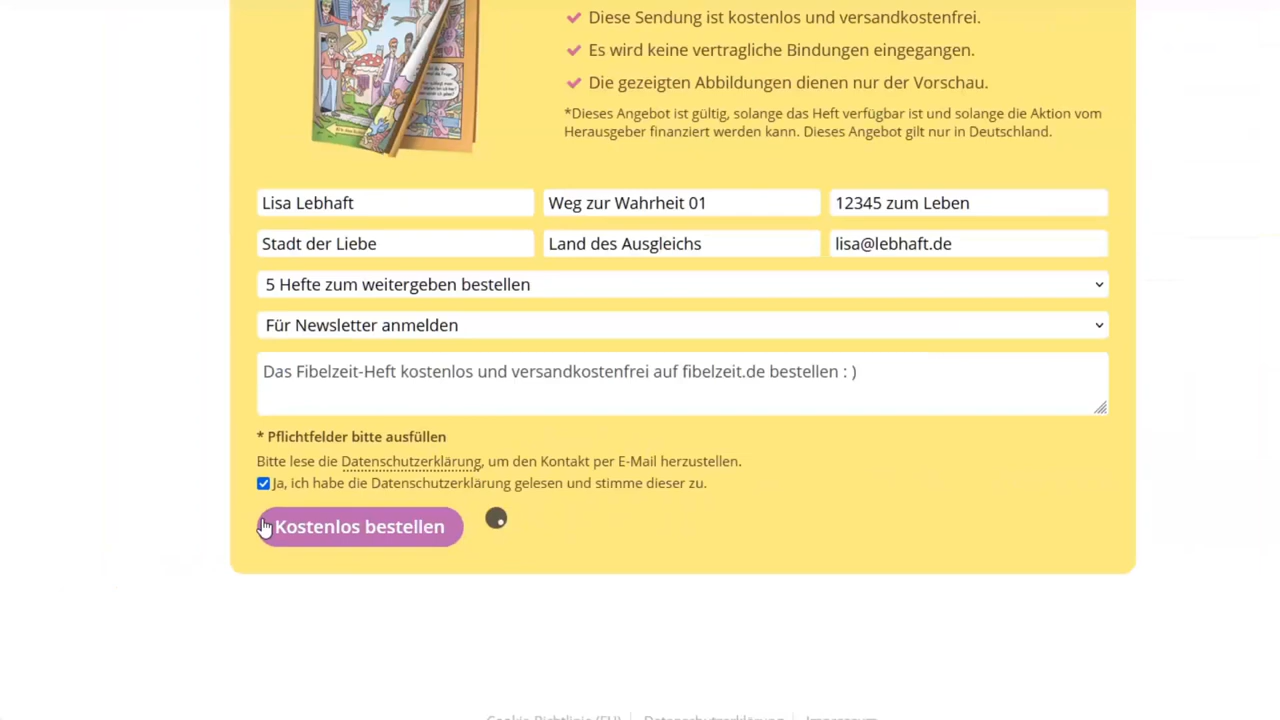 Diese Sendung ist kostenlos und versandkostenfrei.
Es wird keine vertragliche Bindungen eingegangen.
Die gezeigten Abbildungen dienen nur der Vorschau.
*Dieses Angebot ist gültig, solange das Heft verfügbar ist und solange die Aktion vom
Herausgeber finanziert werden kann. Dieses Angebot gilt nur in Deutschland.
Lisa Lebhaft
Weg zur Wahrheit 01
12345 zum Leben
Stadt der Liebe
Land des Ausgleichs
lisa@lebhaft.de
5 Hefte zum weitergeben bestellen
Für Newsletter anmelden
Das Fibelzeit-Heft kostenlos und versandkostenfrei auf fibelzeit.de bestellen : )
* Pflichtfelder bitte ausfüllen
Bitte lese die Datenschutzerklärung, um den Kontakt per E-Mail herzustellen.
Ja, ich habe die Datenschutzerklärung gelesen und stimme dieser zu.
Kostenlos bestellen
Cookie-Richtlinie (EU)
Datenschutzerklärung
Impressum